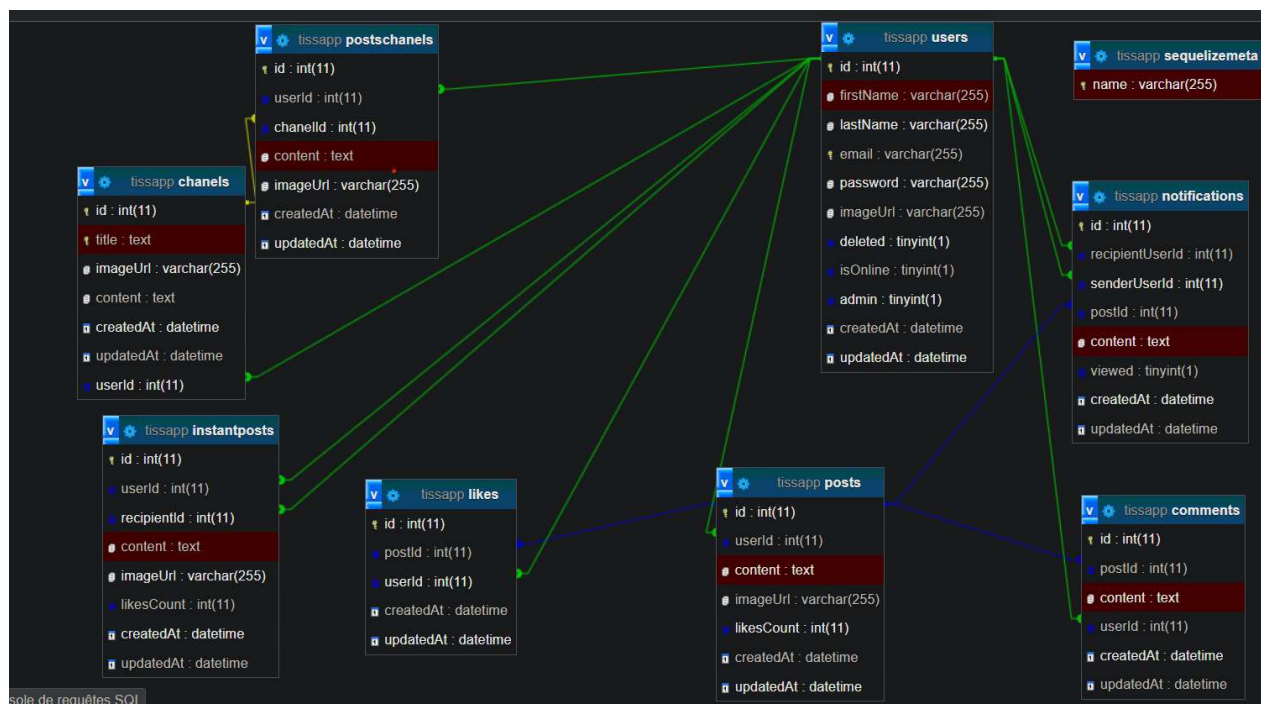 v tissapp postschanels
id : int(11)
userId : int(11)
chanelId : int(11)
content : text
imageUrl : varchar(255)
createdAt : datetime
updatedAt : datetime
v tissapp users
id : int(11)
firstName : varchar(255)
lastName : varchar(255)
email : varchar(255)
password : varchar(255)
imageUrl : varchar(255)
deleted : tinyint(1)
isOnline : tinyint(1)
admin : tinyint(1)
createdAt : datetime
updatedAt : datetime
v tissapp sequelizemeta
name : varchar(255)
v tissapp chanels
id : int(11)
title : text
imageUrl : varchar(255)
content : text
createdAt : datetime
updatedAt : datetime
userId : int(11)
v tissapp notifications
id : int(11)
recipientUserId : int(11)
senderUserId : int(11)
postId : int(11)
content : text
viewed : tinyint(1)
createdAt : datetime
updatedAt : datetime
v tissapp instantposts
id : int(11)
userId : int(11)
recipientId : int(11)
content : text
imageUrl : varchar(255)
likesCount : int(11)
createdAt : datetime
updatedAt : datetime
v tissapp likes
id : int(11)
postId : int(11)
userId : int(11)
createdAt : datetime
updatedAt : datetime
v tissapp posts
id : int(11)
userId : int(11)
content : text
imageUrl : varchar(255)
likesCount : int(11)
createdAt : datetime
updatedAt : datetime
v tissapp comments
id : int(11)
postId : int(11)
content : text
userId : int(11)
createdAt : datetime
updatedAt : datetime
sole de requêtes SQL